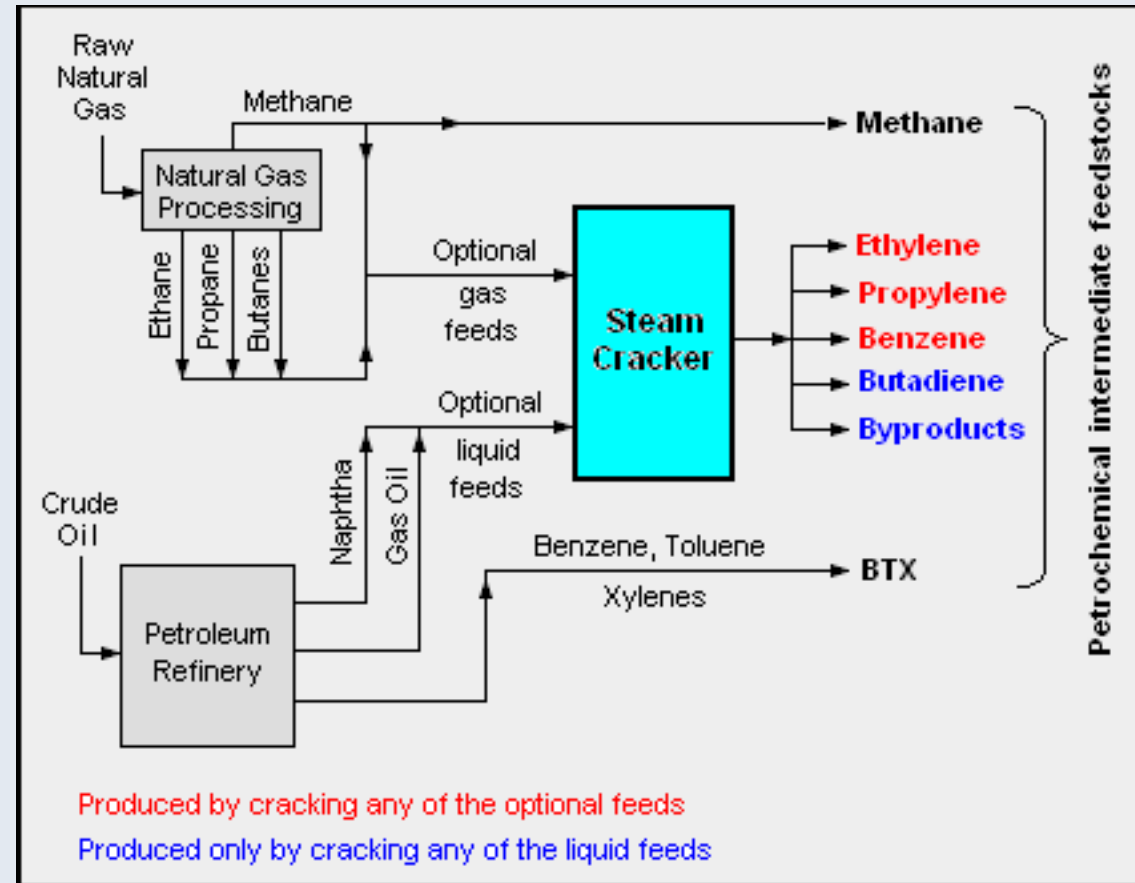 Raw
Natural
Gas
Methane
Methane
Natural Gas
Processing
Ethane
Propane
Butanes
Optional
gas
feeds
Steam
Cracker
Ethylene
Propylene
Benzene
Butadiene
Byproducts
Optional
liquid
feeds
Naphtha
Gas Oil
Crude
Oil
Petroleum
Refinery
Benzene, Toluene
Xylenes
BTX
Petrochemical intermediate feedstocks
Produced by cracking any of the optional feeds
Produced only by cracking any of the liquid feeds